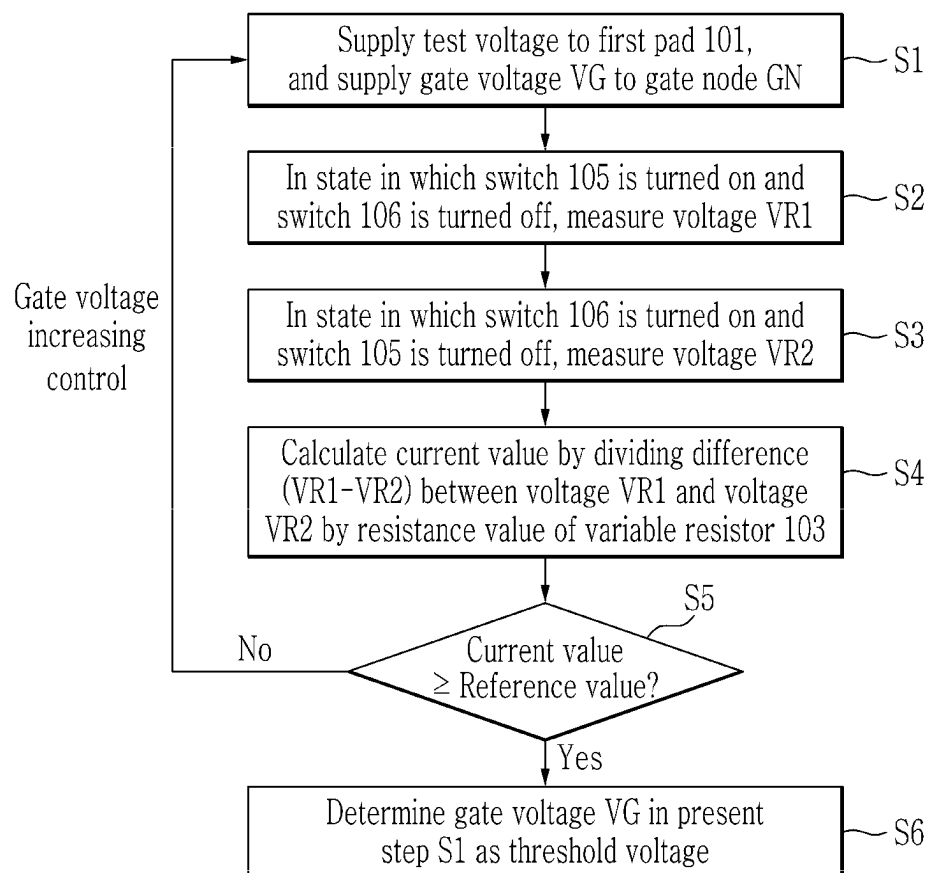 Supply test voltage to first pad 101,
and supply gate voltage VG to gate node GN
S1
In state in which switch 105 is turned on and
switch 106 is turned off, measure voltage VR1
S2
Gate voltage
increasing
control
In state in which switch 106 is turned on and
switch 105 is turned off, measure voltage VR2
S3
Calculate current value by dividing difference
(VR1-VR2) between voltage VR1 and voltage
VR2 by resistance value of variable resistor 103
S4
S5
No
Current value
≥ Reference value?
Yes
Determine gate voltage VG in present
step S1 as threshold voltage
S6